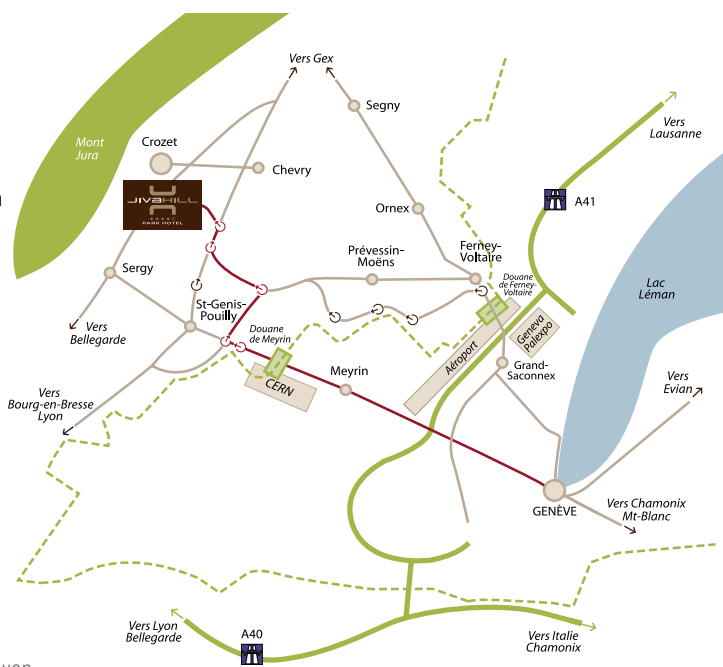 Vers Gex
Segny
Vers
Lausanne
Mont
Jura
Crozet
Chevry
JIVAHILL
PARK HOTEL
A41
Ornex
Prévessin-
Moëns
Ferney-
Voltaire
Sergy
Douane
de Ferney-
Voltaire
Lac
Léman
St-Genis-
Pouilly
Vers
Bellegarde
Douane
de Meyrin
Geneva
Palexpo
Aéroport
Meyrin
CERN
Grand-
Saconnex
Vers
Evian
Vers
Bourg-en-Bresse
Lyon
GENÈVE
Vers Chamonix
Mt-Blanc
Vers Lyon
Bellegarde
A40
Vers Italie
Chamonix